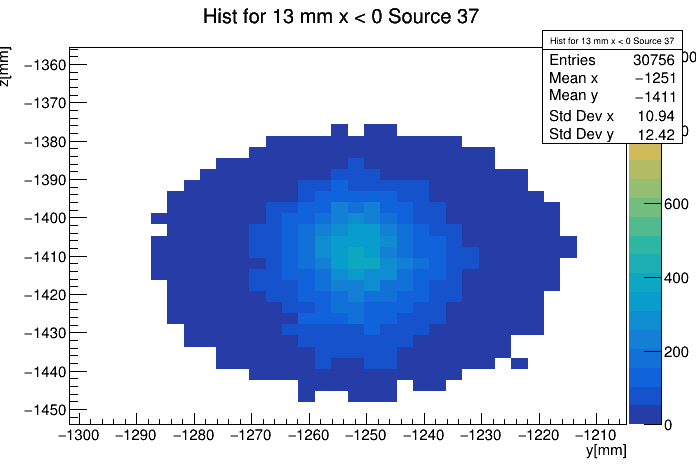 Hist for 13 mm x < 0 Source 37
z[mm]
−1360
−1370
−1380
−1390
−1400
−1410
−1420
−1430
−1440
−1450
−1300 −1290 −1280 −1270 −1260 −1250 −1240 −1230 −1220 −1210
y[mm]
Hist for 13 mm x < 0 Source 37
Entries 30756
Mean x −1251
Mean y −1411
Std Dev x 10.94
Std Dev y 12.42
600
400
200
0